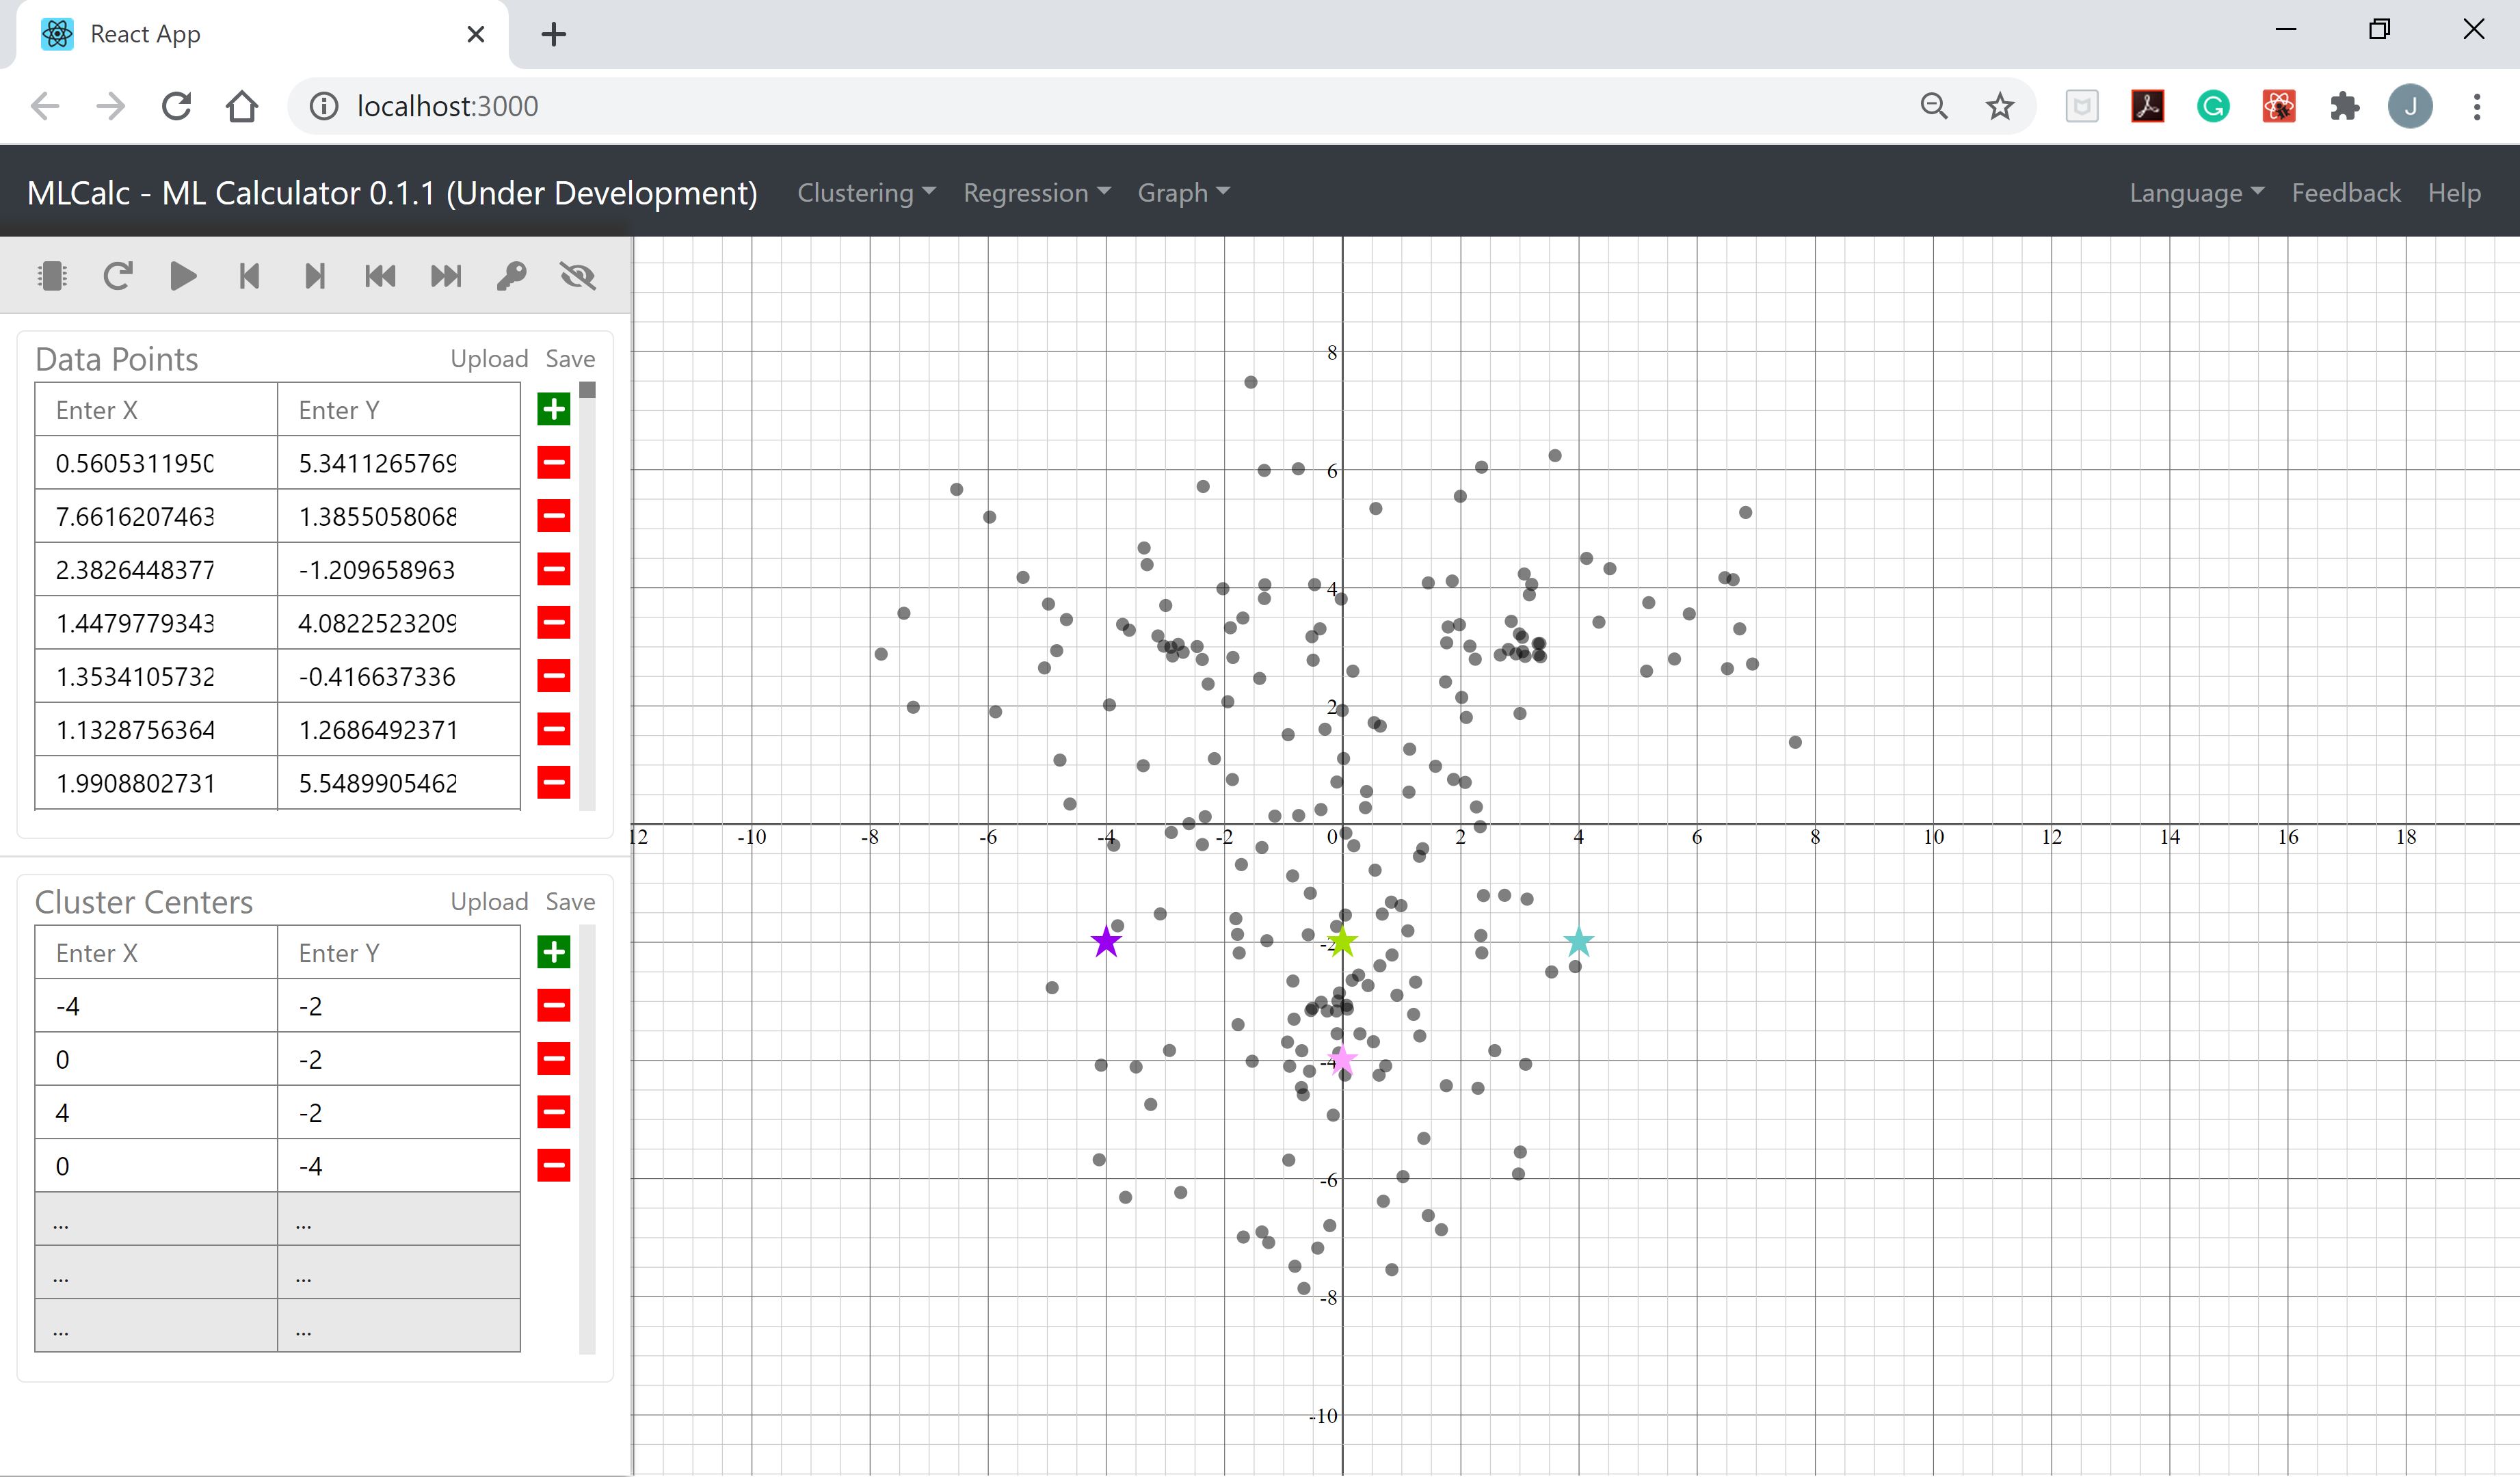 React App
localhost:3000
J
MLCalc - ML Calculator 0.1.1 (Under Development) Clustering Regression Graph Language Feedback Help
Data Points Upload Save
Enter X Enter Y
0.5605311950 5.3411265769
7.6616207463 1.3855058068
2.3826448377 -1.209658963
1.4479779343 4.0822523209
1.3534105732 -0.416637336
1.1328756364 1.2686492371
1.9908802731 5.5489905462
Cluster Centers Upload Save
Enter X Enter Y
-4 -2
0 -2
4 -2
0 -4
... ...
... ...
... ...
8
6
4
2
12 -10 -8 -6 -4 -2 0 2 4 6 8 10 12 14 16 18
-2
-4
-6
-8
-10